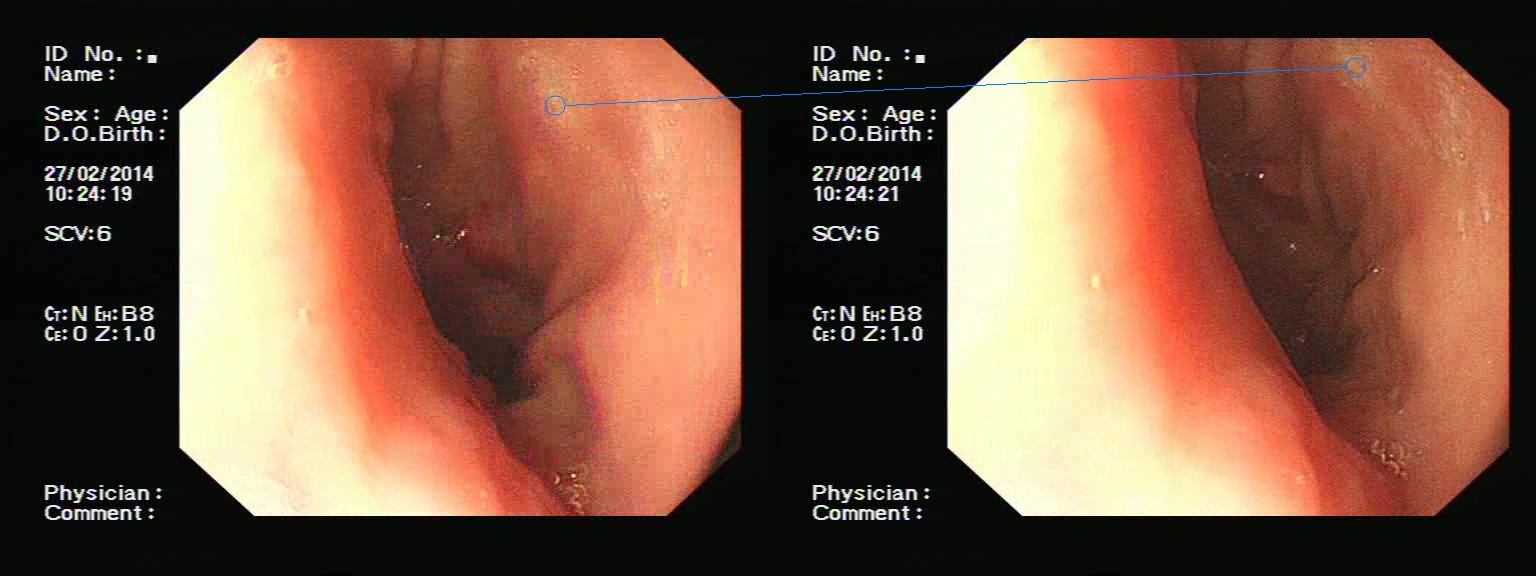 ID No. :
Name:
Sex: Age:
D.O.Birth:
27/02/2014
10:24:19
SCV:6
CT:N EH:B8
CE:0 Z:1.0
Physician:
Comment:
ID No. :
Name:
Sex: Age:
D.O.Birth:
27/02/2014
10:24:21
SCV:6
CT:N EH:B8
CE:0 Z:1.0
Physician:
Comment: